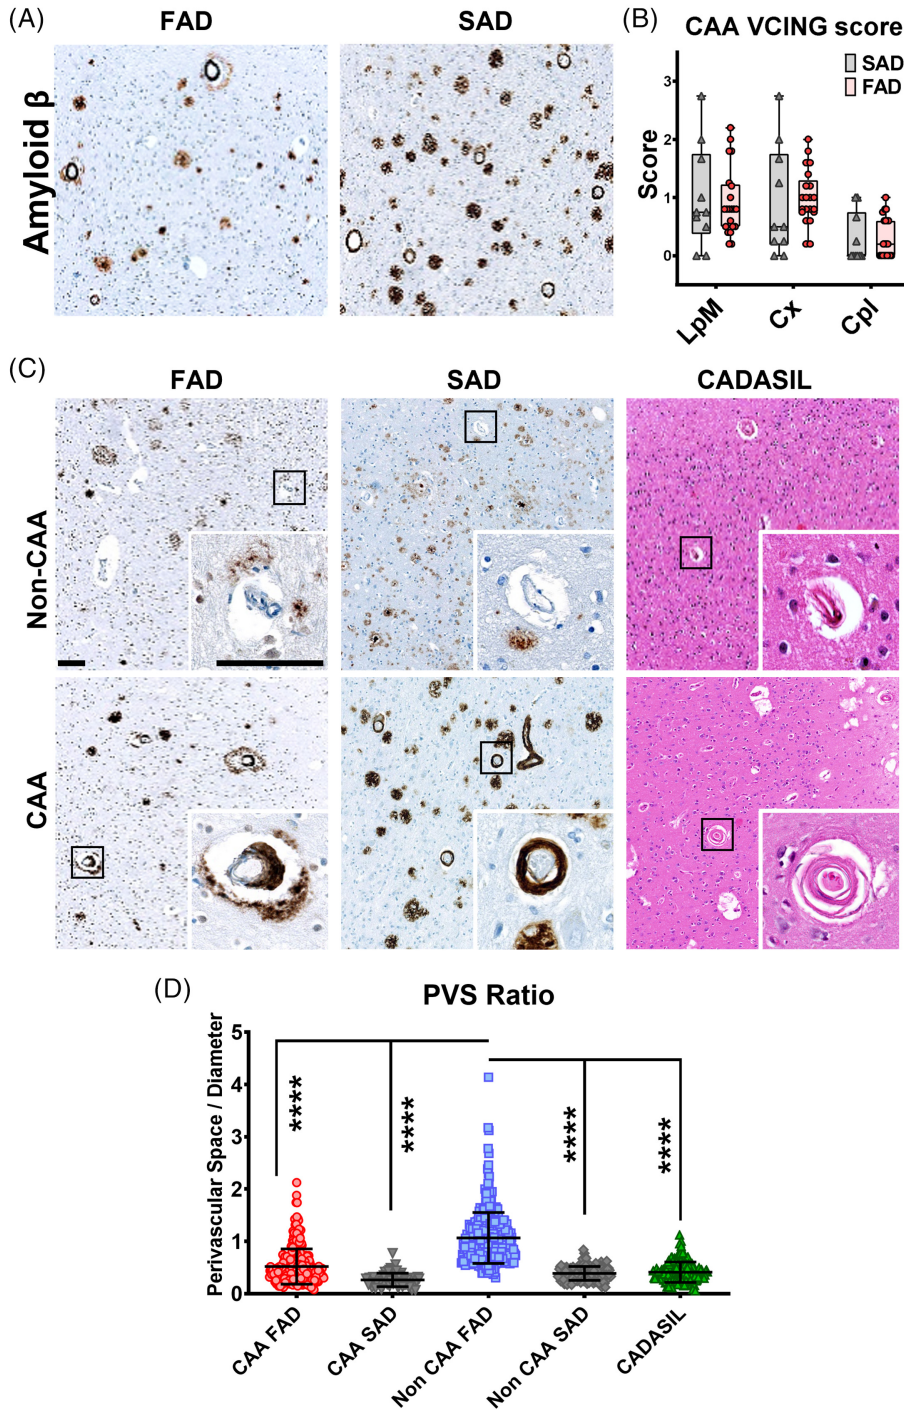 (A)
FAD
SAD
Amyloid β
(B)
CAA VCING score
SAD
FAD
Score
3
2
1
0
LpM
Cx
Cpl
(C)
FAD
SAD
CADASIL
Non-CAA
CAA
(D)
PVS Ratio
Perivascular Space / Diameter
5
4
3
2
1
0
****
****
****
****
CAA FAD
CAA SAD
Non CAA FAD
Non CAA SAD
CADASIL